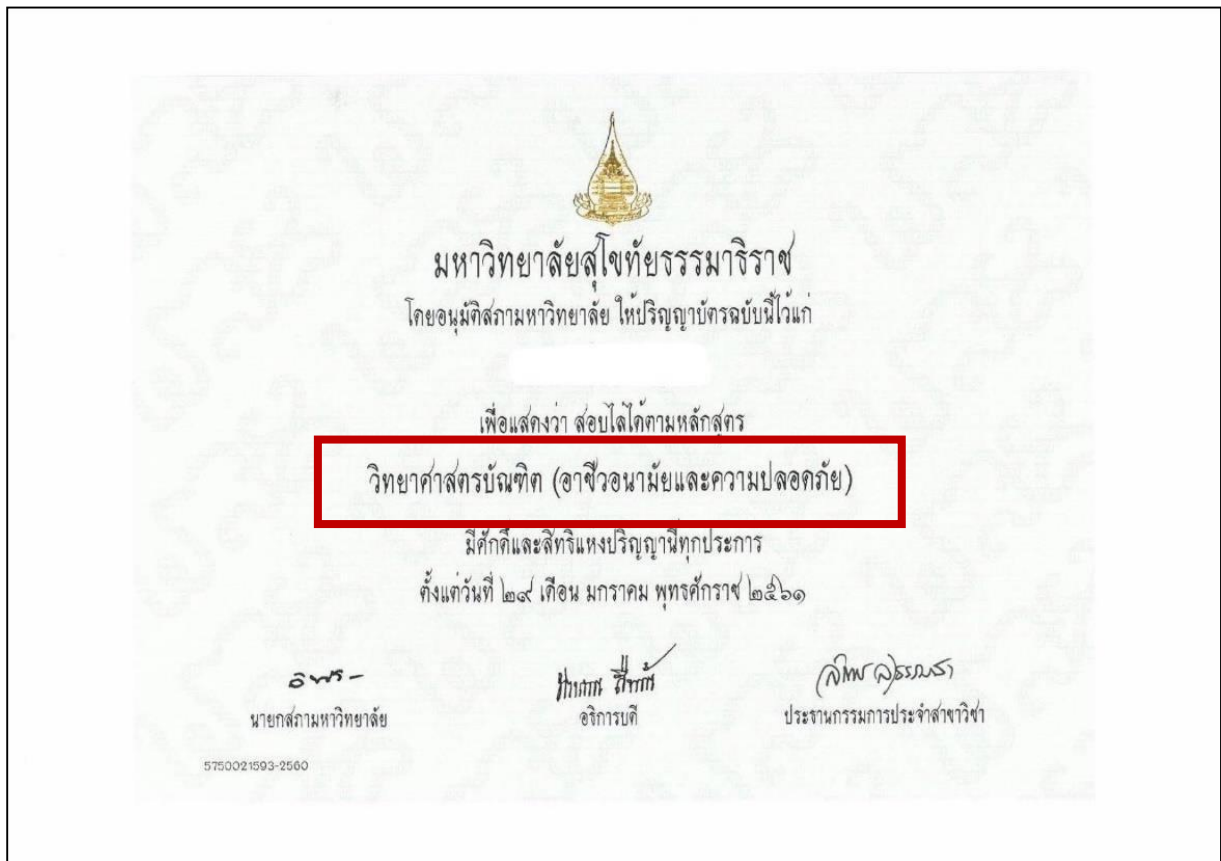 มหาวิทยาลัยสุโขทัยธรรมาธิราช
โดยอนุมัติสภามหาวิทยาลัย ให้ปริญญาบัตรฉบับนี้ไว้แก่
เพื่อแสดงว่า สอบไล่ได้ตามหลักสูตร
วิทยาศาสตรบัณฑิต (อาชีวอนามัยและความปลอดภัย)
มีศักดิ์และสิทธิแห่งปริญญานี้ทุกประการ
ตั้งแต่วันที่ ๒๙ เดือน มกราคม พุทธศักราช ๒๕๖๑
นายกสภามหาวิทยาลัย อธิการบดี ประธานกรรมการประจำสาขาวิชา
5750021593-2560